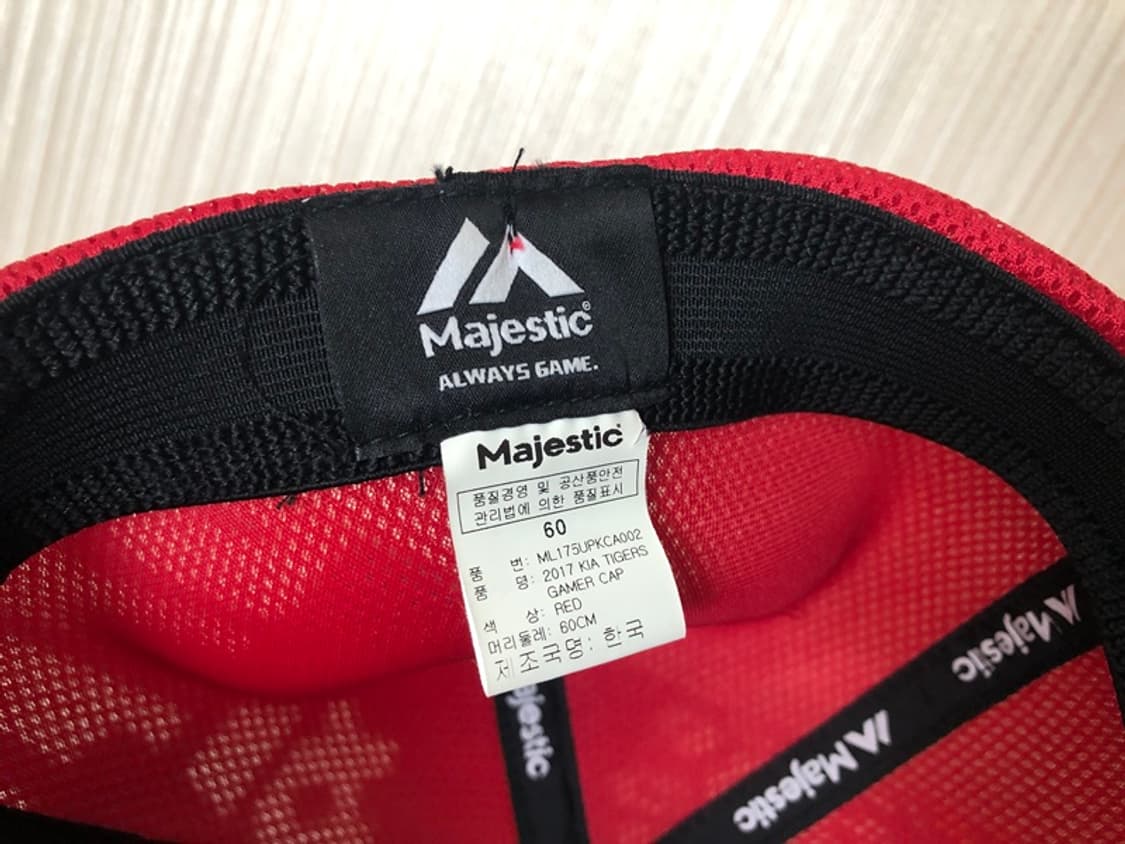 Majestic®
ALWAYS GAME.
Majestic
품질경영 및 공산품안전
관리법에 의한 품질표시
60
품 번: ML175UPKCA002
품 명: 2017 KIA TIGERS
GAMER CAP
색 상: RED
머리둘레: 60CM
제조국명: 한국
Majestic
Majestic
Majestic